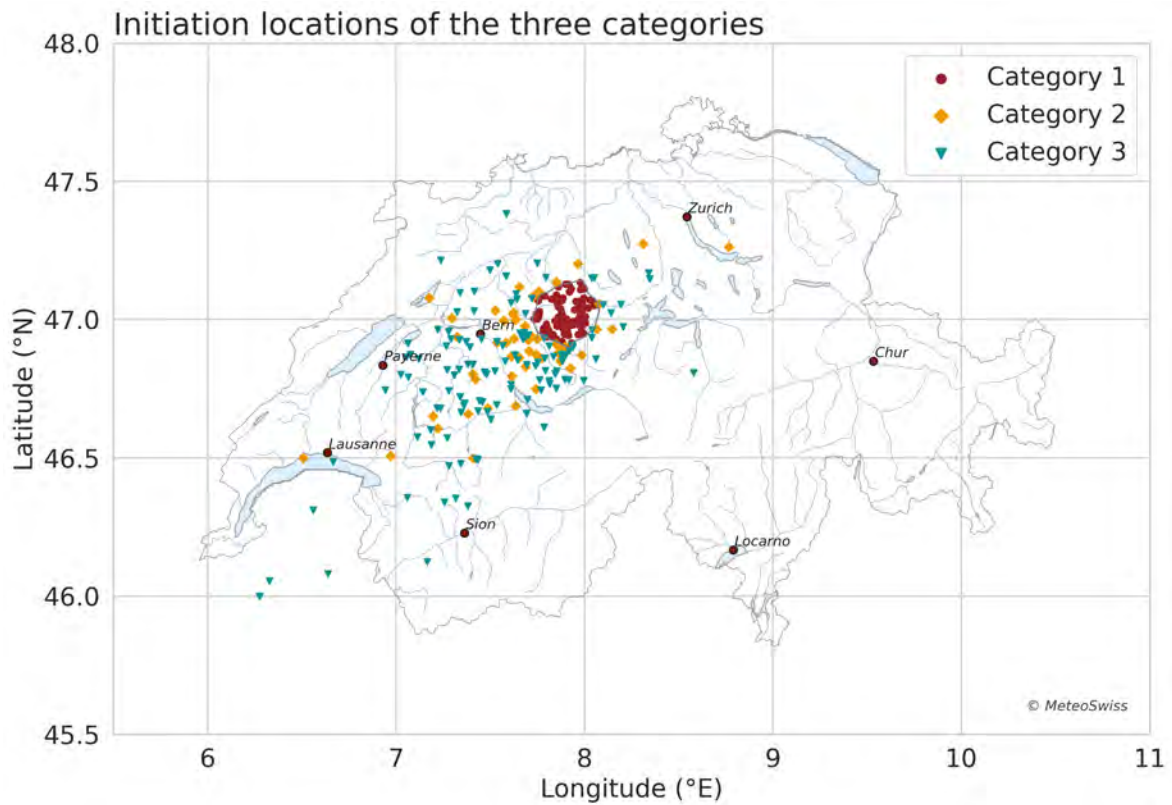 Initiation locations of the three categories
48.0
47.5
47.0
46.5
46.0
45.5
Latitude (°N)
Category 1
Category 2
Category 3
Zurich
Bern
Payerne
Chur
Lausanne
Sion
Locarno
© MeteoSwiss
6 7 8 9 10 11
Longitude (°E)